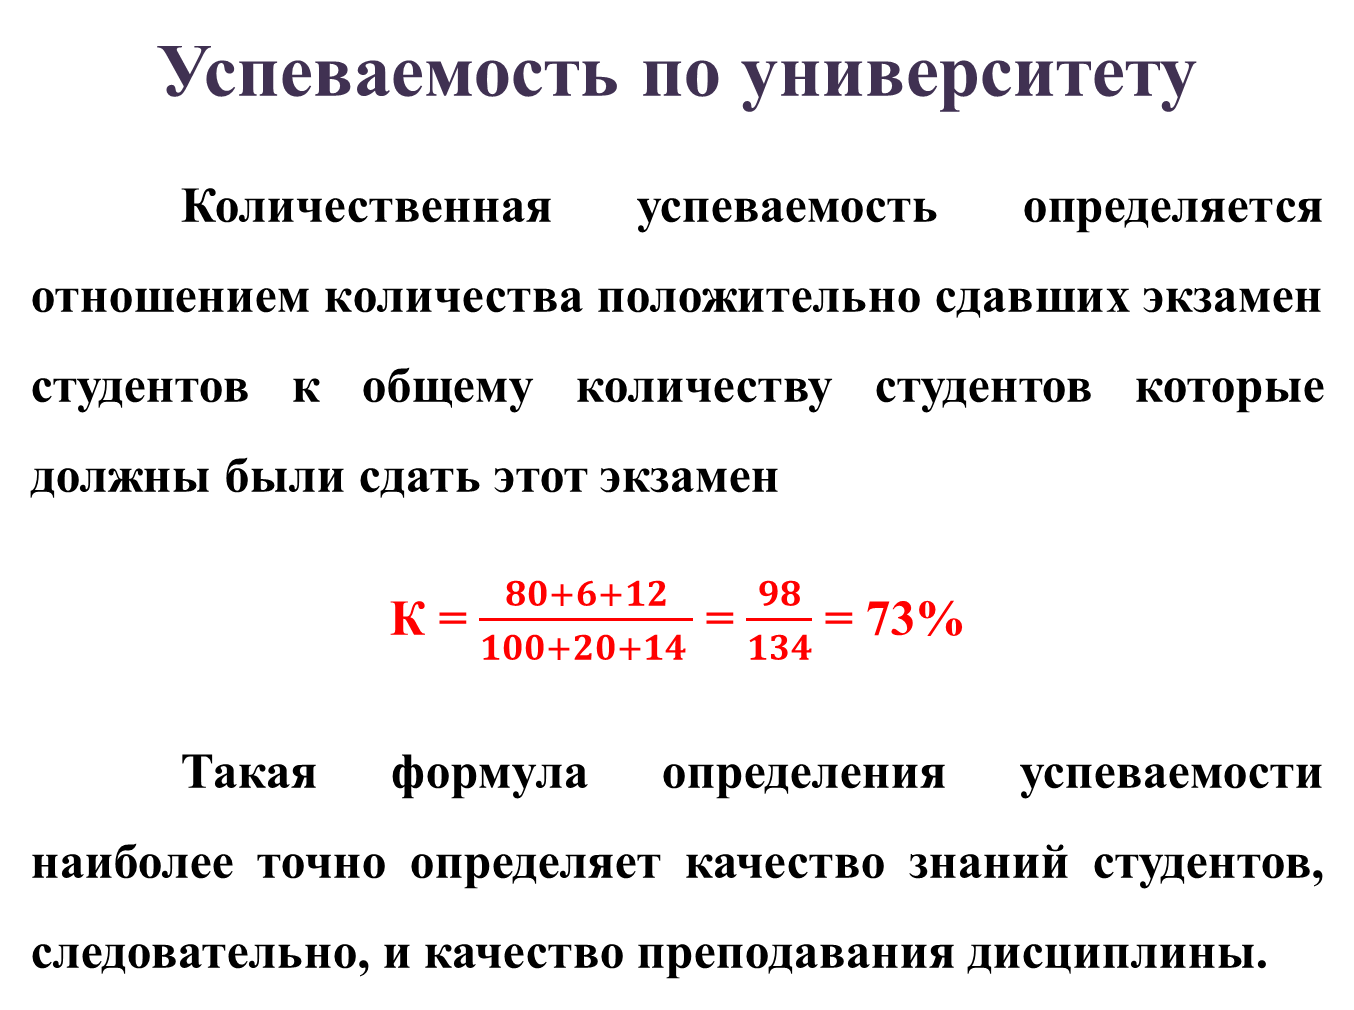 Успеваемость по университету
Количественная успеваемость определяется
отношением количества положительно сдавших экзамен
студентов к общему количеству студентов которые
должны были сдать этот экзамен
К = 80+6+12 / 100+20+14 = 98 / 134 = 73%
Такая формула определения успеваемости
наиболее точно определяет качество знаний студентов,
следовательно, и качество преподавания дисциплины.